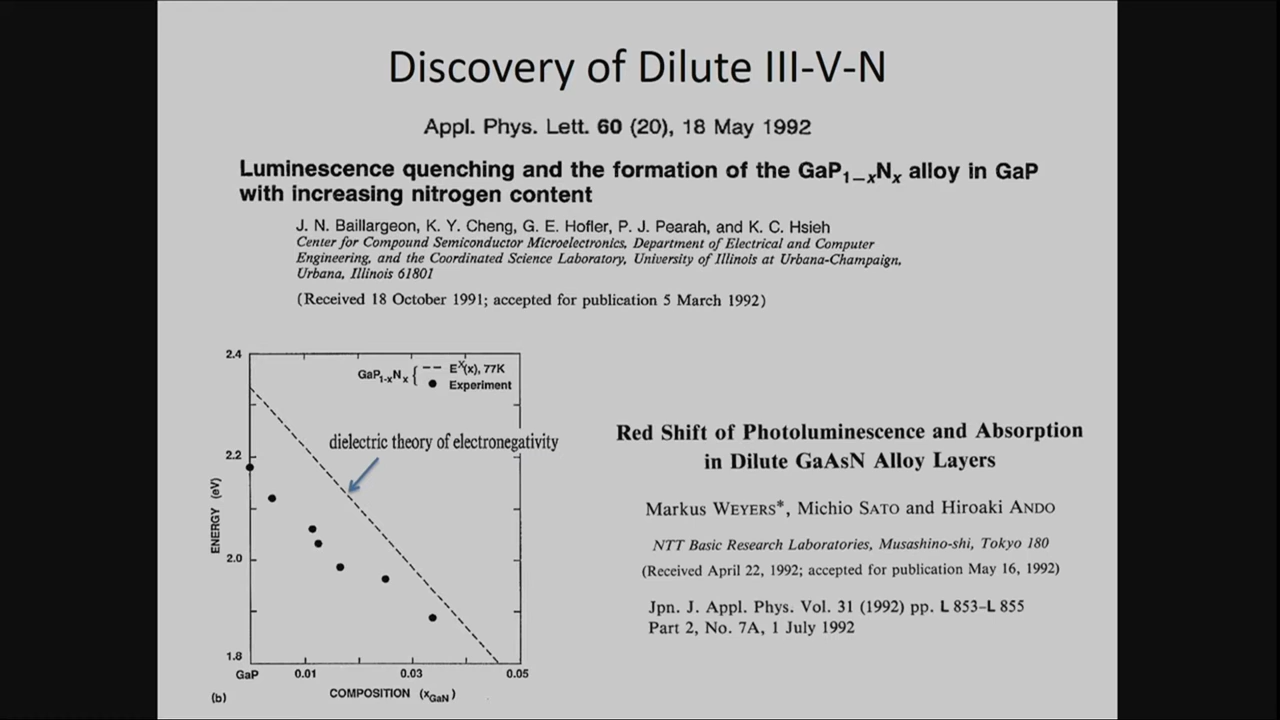 Discovery of Dilute III-V-N
Appl. Phys. Lett. 60 (20), 18 May 1992
Luminescence quenching and the formation of the GaP1−xNx alloy in GaP
with increasing nitrogen content
J. N. Baillargeon, K. Y. Cheng, G. E. Hofler, P. J. Pearah, and K. C. Hsieh
Center for Compound Semiconductor Microelectronics, Department of Electrical and Computer
Engineering, and the Coordinated Science Laboratory, University of Illinois at Urbana-Champaign,
Urbana, Illinois 61801
(Received 18 October 1991; accepted for publication 5 March 1992)
2.4
GaP1-xNx { -- E^X(x), 77K
● Experiment
dielectric theory of electronegativity
2.2
ENERGY (eV)
2.0
1.8
GaP 0.01 0.03 0.05
(b) COMPOSITION (xGaN)
Red Shift of Photoluminescence and Absorption
in Dilute GaAsN Alloy Layers
Markus WEYERS*, Michio SATO and Hiroaki ANDO
NTT Basic Research Laboratories, Musashino-shi, Tokyo 180
(Received April 22, 1992; accepted for publication May 16, 1992)
Jpn. J. Appl. Phys. Vol. 31 (1992) pp. L 853–L 855
Part 2, No. 7A, 1 July 1992